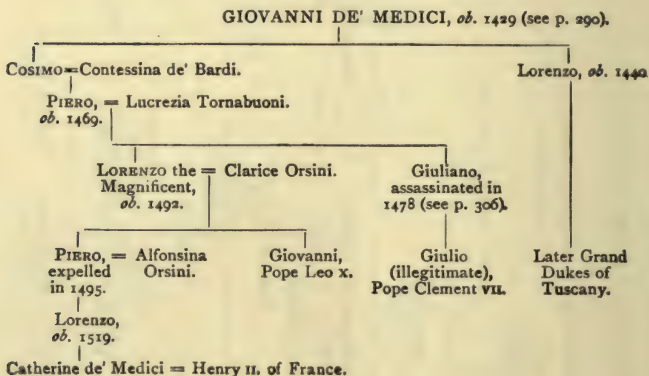 GIOVANNI DE' MEDICI, ob. 1429 (see p. 290).
COSIMO=Contessina de' Bardi. Lorenzo, ob. 1440
PIERO, = Lucrezia Tornabuoni.
ob. 1469.
LORENZO the = Clarice Orsini. Giuliano,
Magnificent, assassinated in
ob. 1492. 1478 (see p. 306).
PIERO, = Alfonsina Giovanni, Giulio Later Grand
expelled Orsini. Pope Leo X. (illegitimate), Dukes of
in 1495. Pope Clement VII. Tuscany.
Lorenzo,
ob. 1519.
Catherine de' Medici = Henry II. of France.